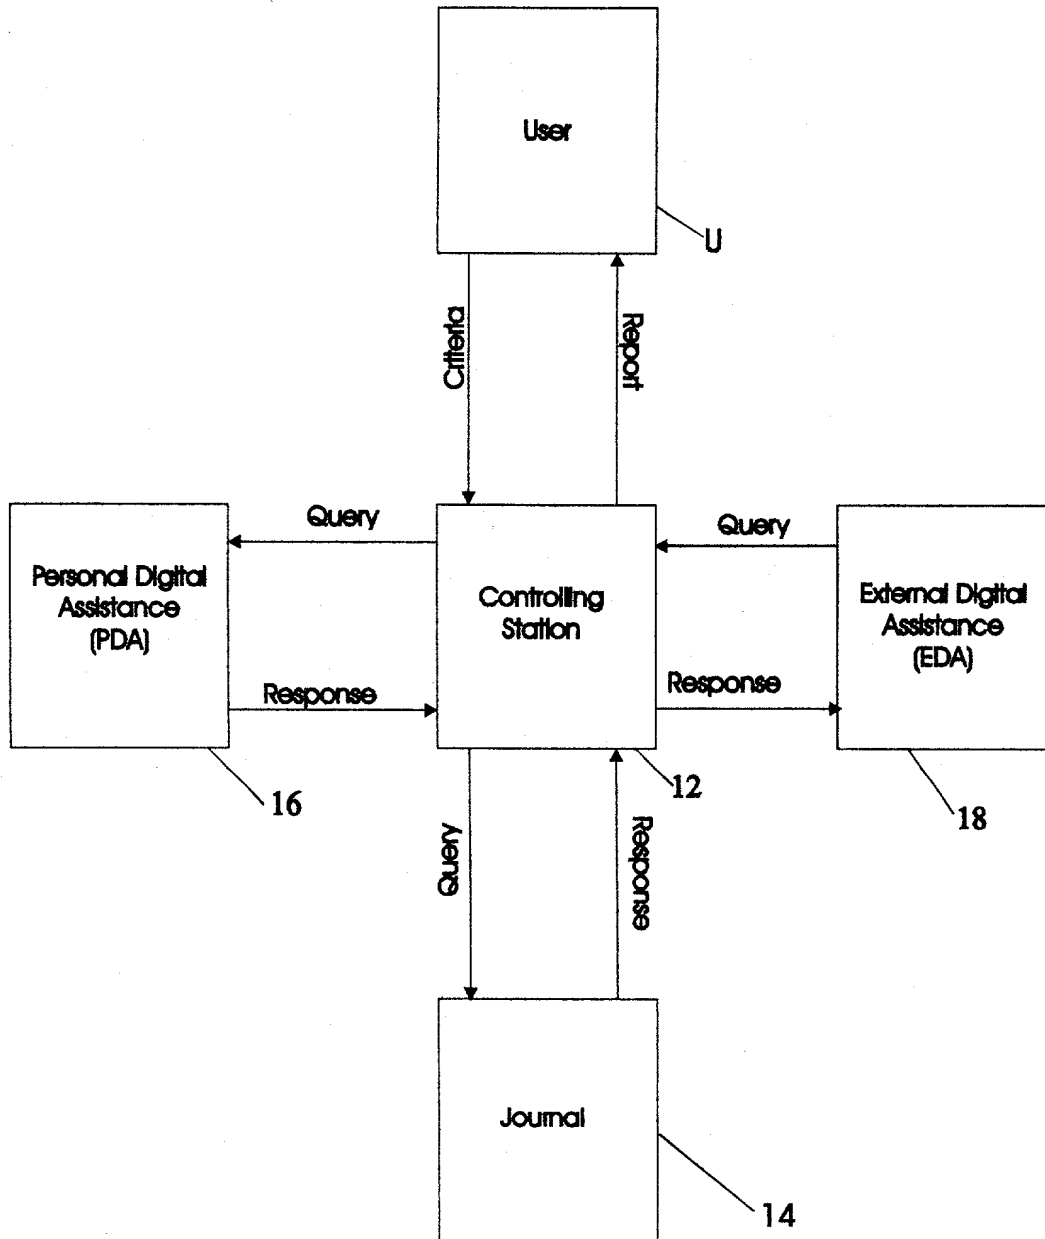 User
U
Criteria
Report
Query
Query
Personal Digital
Assistance
(PDA)
Controlling
Station
External Digital
Assistance
(EDA)
Response
Response
16
12
18
Query
Response
Journal
14